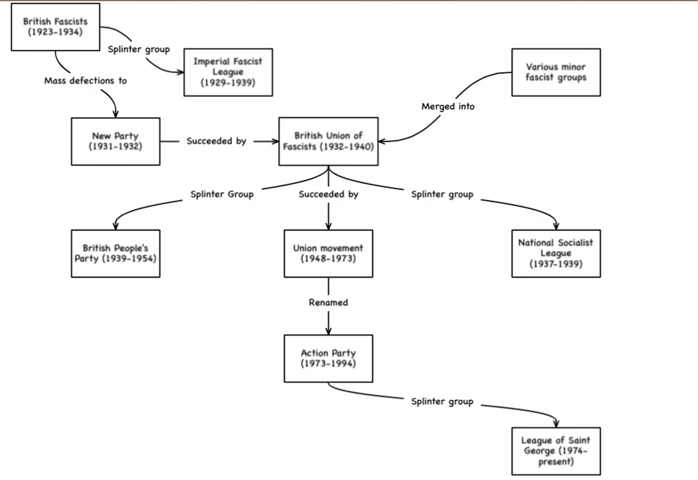 British Fascists
(1923-1934)
Splinter group
Imperial Fascist
League
(1929-1939)
Various minor
fascist groups
Mass defections to
Merged into
New Party
(1931-1932)
Succeeded by
British Union of
Fascists (1932-1940)
Splinter Group
Succeeded by
Splinter group
British People's
Party (1939-1954)
Union movement
(1948-1973)
National Socialist
League
(1937-1939)
Renamed
Action Party
(1973-1994)
Splinter group
League of Saint
George (1974-
present)